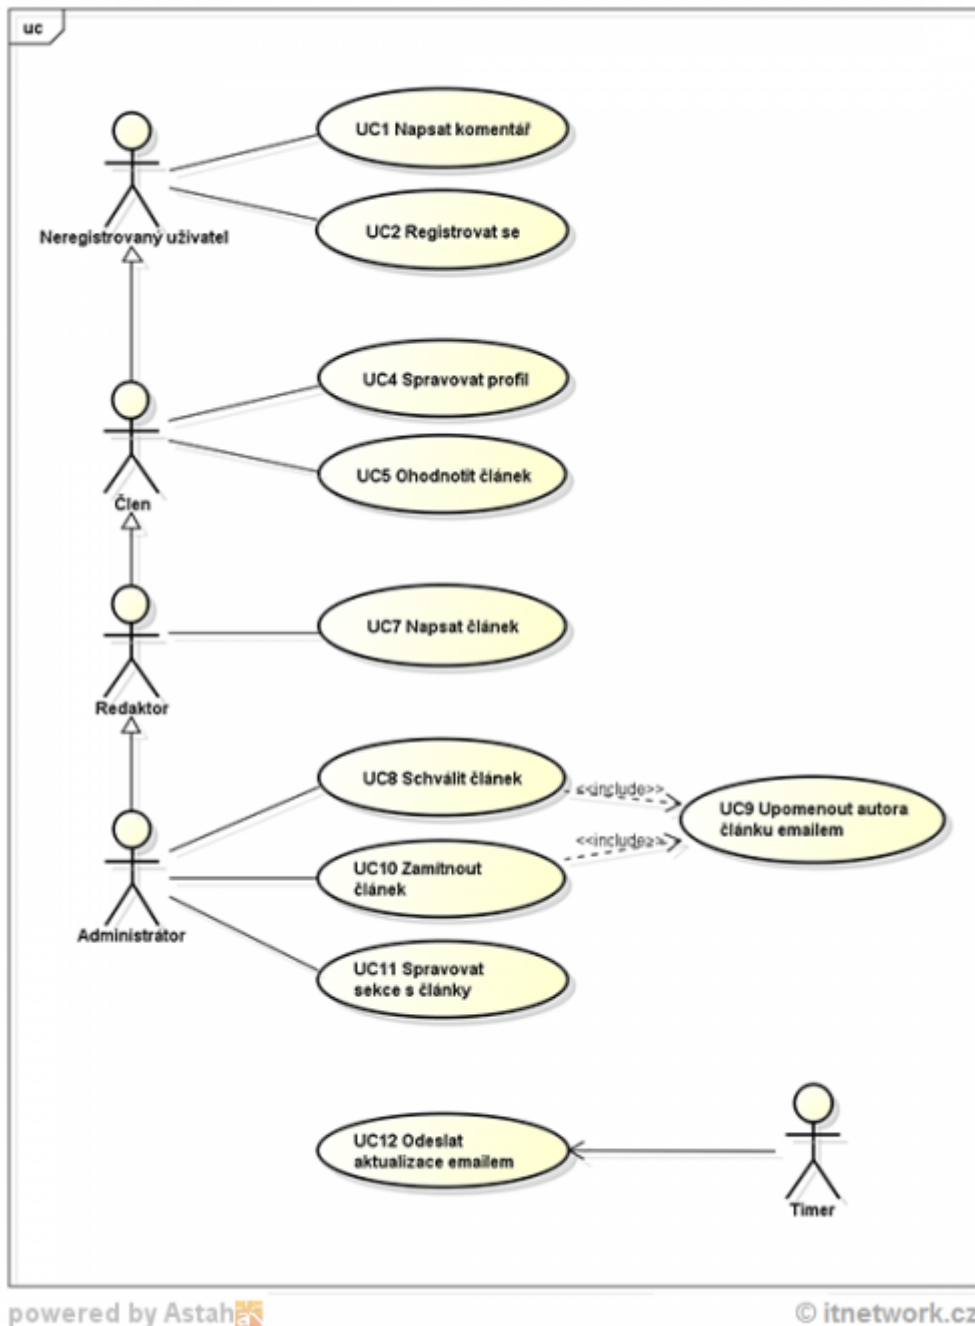 uc
UC1 Napsat komentář
Neregistrovaný uživatel
UC2 Registrovat se
UC4 Spravovat profil
Člen
UC5 Ohodnotit článek
UC7 Napsat článek
Redaktor
UC8 Schválit článek
<<include>>
UC9 Upomenout autora
článku emailem
<<include>>
UC10 Zamítnout
článek
Administrátor
UC11 Spravovat
sekce s články
UC12 Odeslat
aktualizace emailem
Timer
powered by Astah
© itnetwork.cz